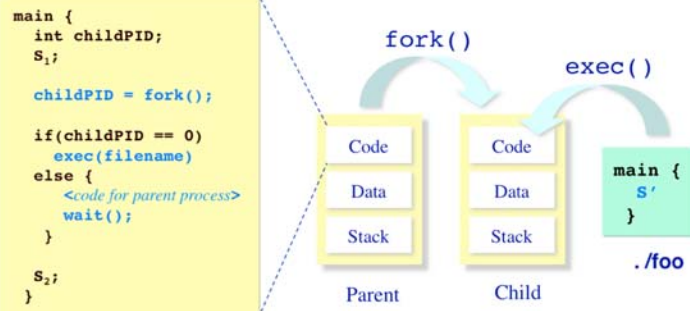 main {
int childPID;
S₁;
childPID = fork();
if(childPID == 0)
exec(filename)
else {
<code for parent process>
wait();
}
S₂;
}
fork()
exec()
Code
Data
Stack
Parent
Code
Data
Stack
Child
main {
S’
}
./foo